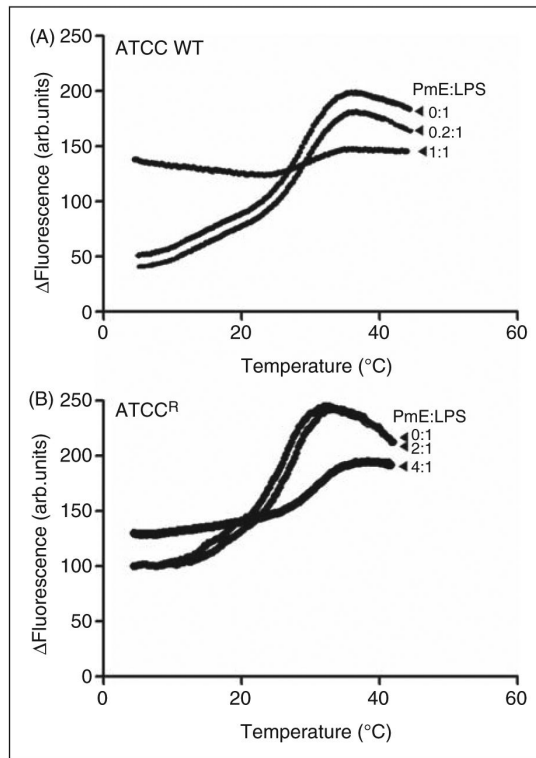 (A)
ATCC WT
ΔFluorescence (arb.units)
250
200
150
100
50
0
PmE:LPS
0:1
0.2:1
1:1
0
20
40
60
Temperature (°C)
(B)
ATCCᴿ
ΔFluorescence (arb.units)
250
200
150
100
50
0
PmE:LPS
0:1
2:1
4:1
0
20
40
60
Temperature (°C)